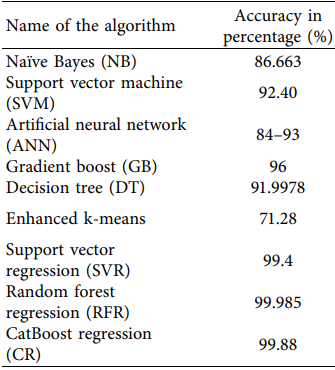 Name of the algorithm
Accuracy in
percentage (%)
Naïve Bayes (NB) 86.663
Support vector machine
(SVM) 92.40
Artificial neural network
(ANN) 84–93
Gradient boost (GB) 96
Decision tree (DT) 91.9978
Enhanced k-means 71.28
Support vector
regression (SVR) 99.4
Random forest
regression (RFR) 99.985
CatBoost regression
(CR) 99.88